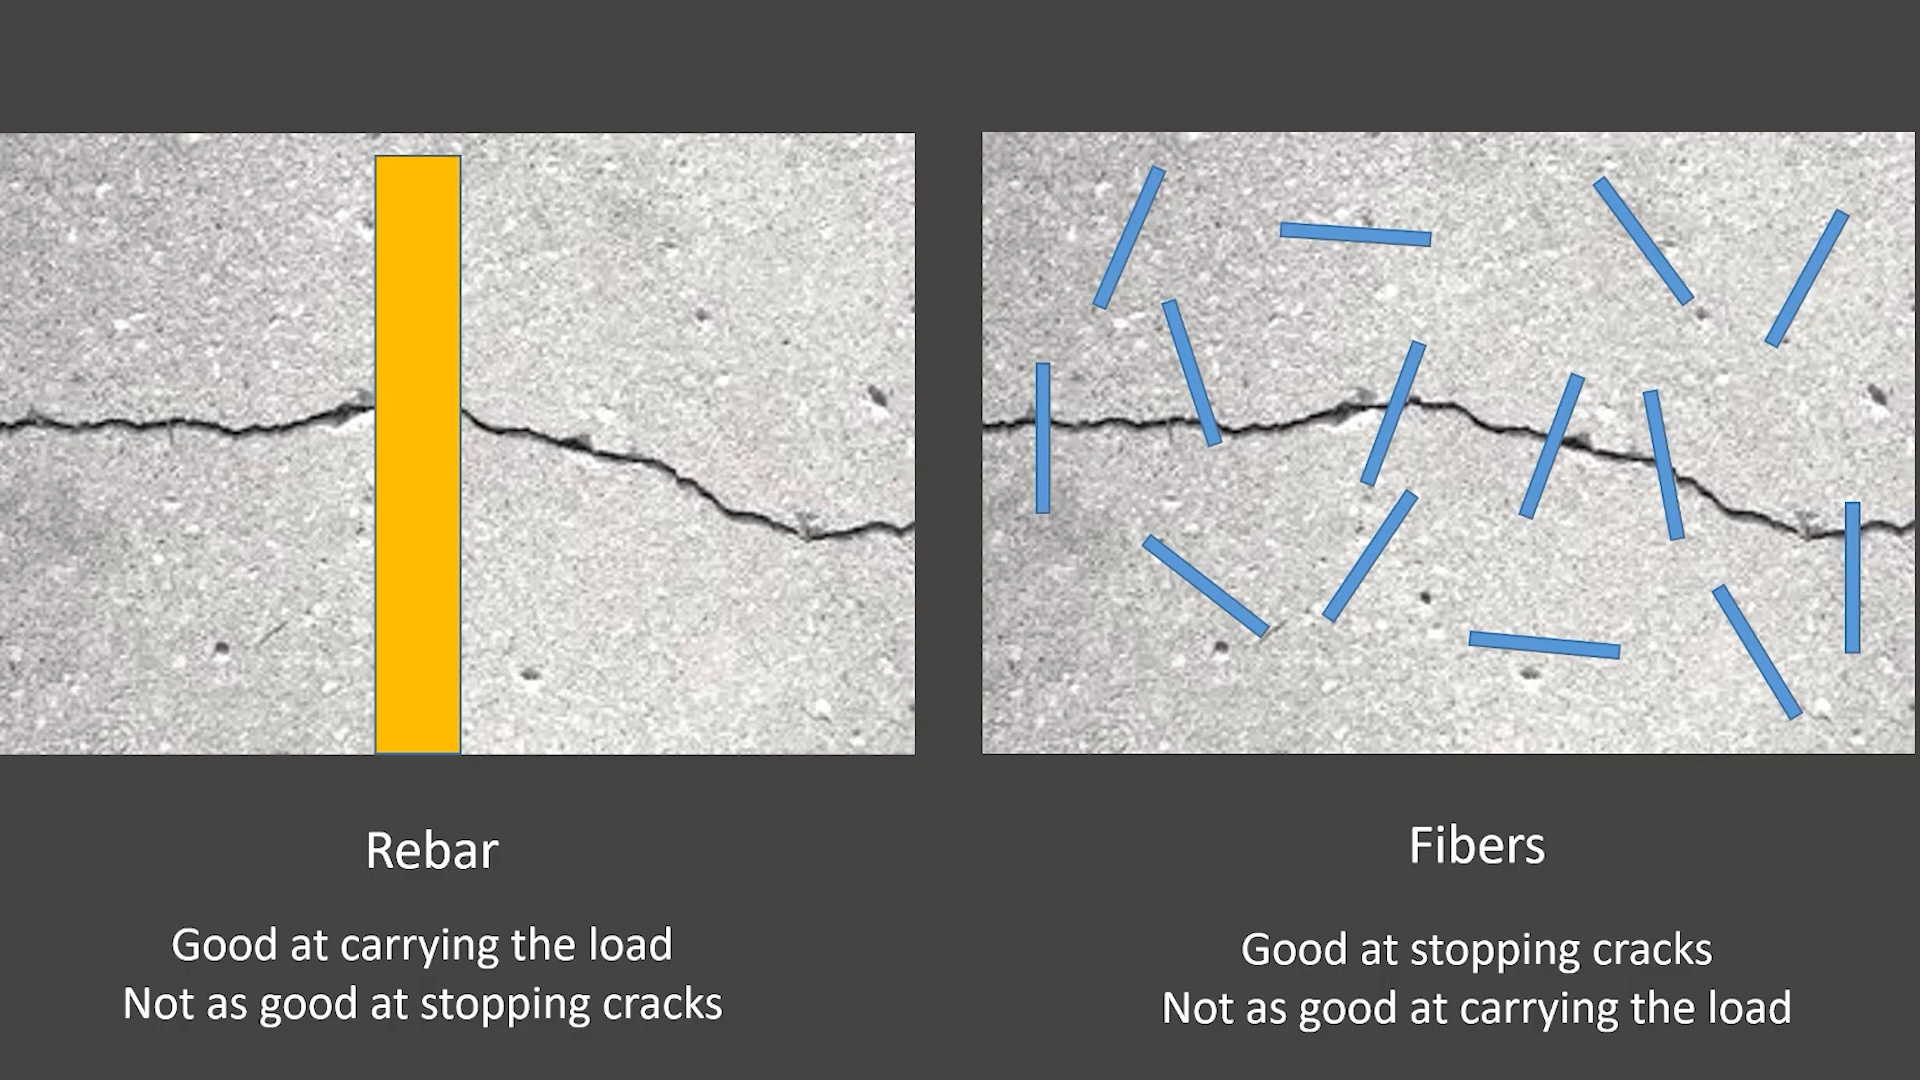 Rebar
Good at carrying the load
Not as good at stopping cracks
Fibers
Good at stopping cracks
Not as good at carrying the load